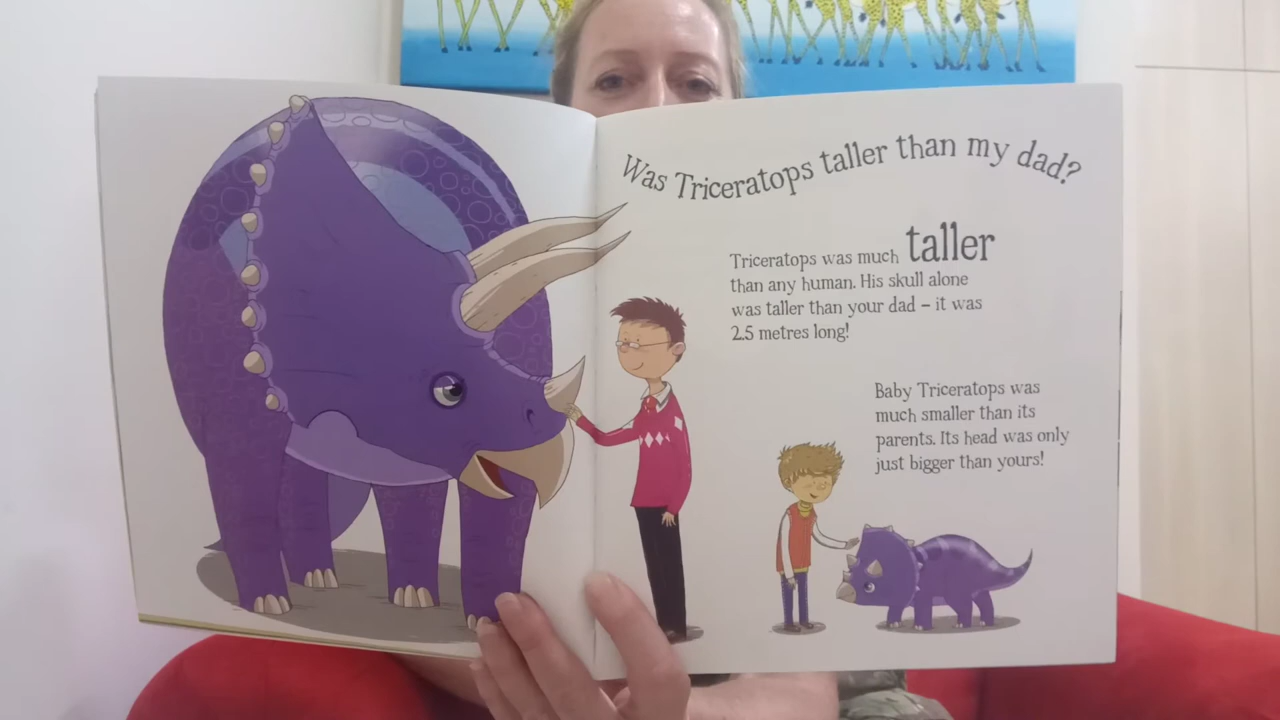 Was Triceratops taller than my dad?
Triceratops was much taller
than any human. His skull alone
was taller than your dad – it was
2.5 metres long!
Baby Triceratops was
much smaller than its
parents. Its head was only
just bigger than yours!